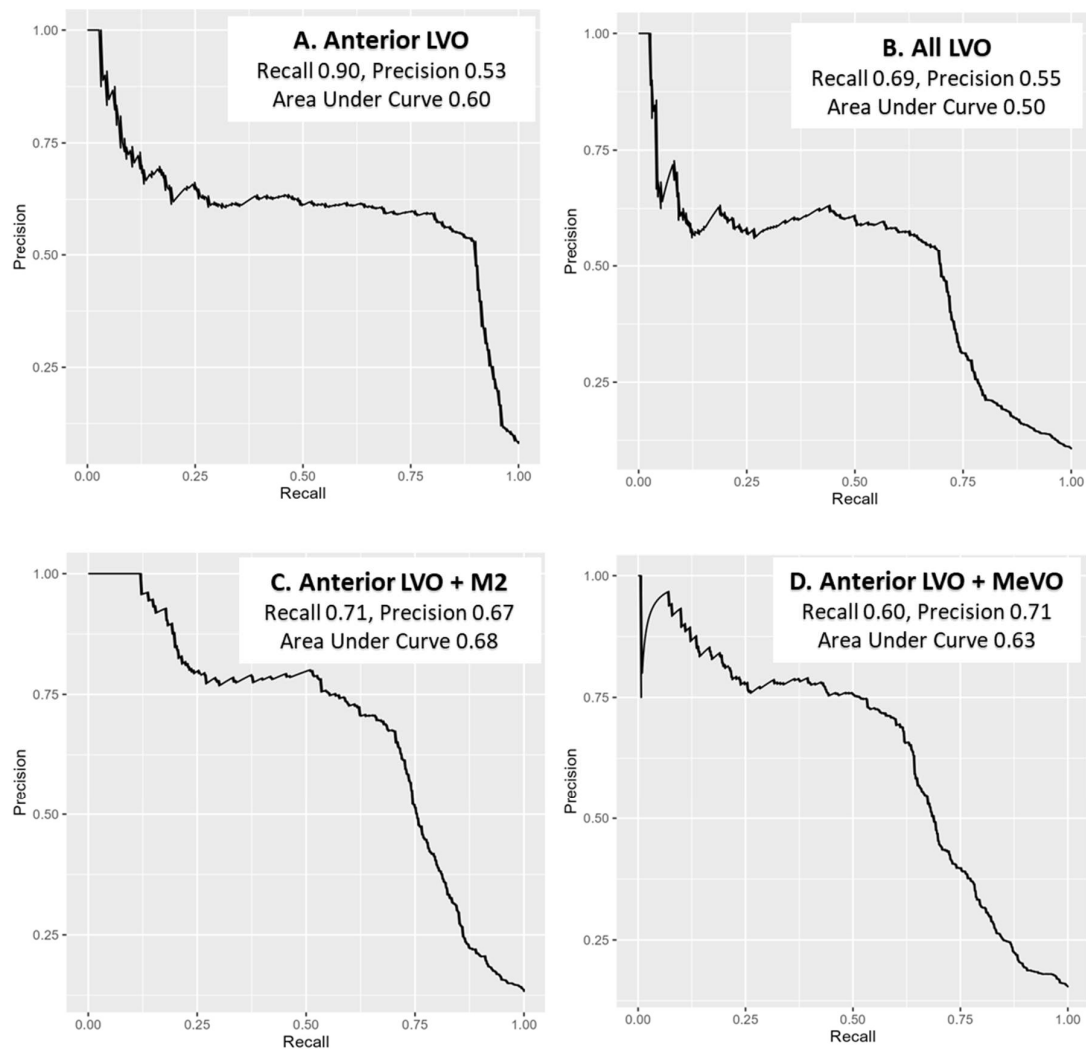 A. Anterior LVO
Recall 0.90, Precision 0.53
Area Under Curve 0.60
1.00
0.75
0.50
0.25
Precision
0.00
0.25
0.50
0.75
1.00
Recall
B. All LVO
Recall 0.69, Precision 0.55
Area Under Curve 0.50
1.00
0.75
0.50
0.25
Precision
0.00
0.25
0.50
0.75
1.00
Recall
C. Anterior LVO + M2
Recall 0.71, Precision 0.67
Area Under Curve 0.68
1.00
0.75
0.50
0.25
Precision
0.00
0.25
0.50
0.75
1.00
Recall
D. Anterior LVO + MeVO
Recall 0.60, Precision 0.71
Area Under Curve 0.63
1.00
0.75
0.50
0.25
Precision
0.00
0.25
0.50
0.75
1.00
Recall